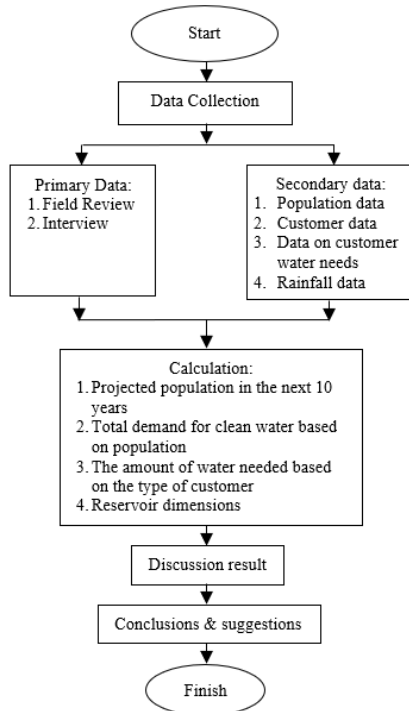 Start
Data Collection
Primary Data:
1. Field Review
2. Interview
Secondary data:
1. Population data
2. Customer data
3. Data on customer
water needs
4. Rainfall data
Calculation:
1. Projected population in the next 10
years
2. Total demand for clean water based
on population
3. The amount of water needed based
on the type of customer
4. Reservoir dimensions
Discussion result
Conclusions & suggestions
Finish